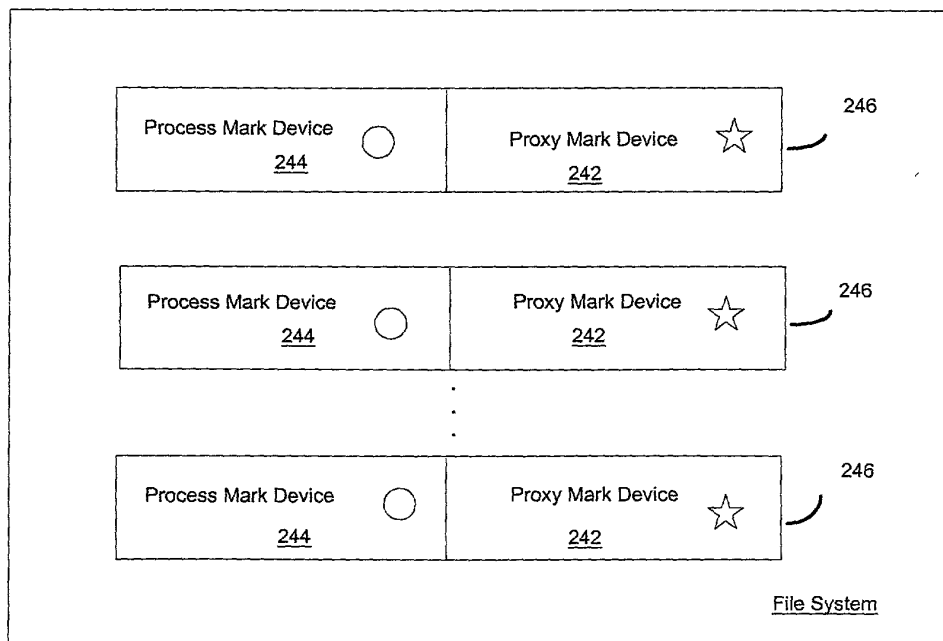 246
Process Mark Device
244
Proxy Mark Device
242
246
Process Mark Device
244
Proxy Mark Device
242
246
Process Mark Device
244
Proxy Mark Device
242
File System